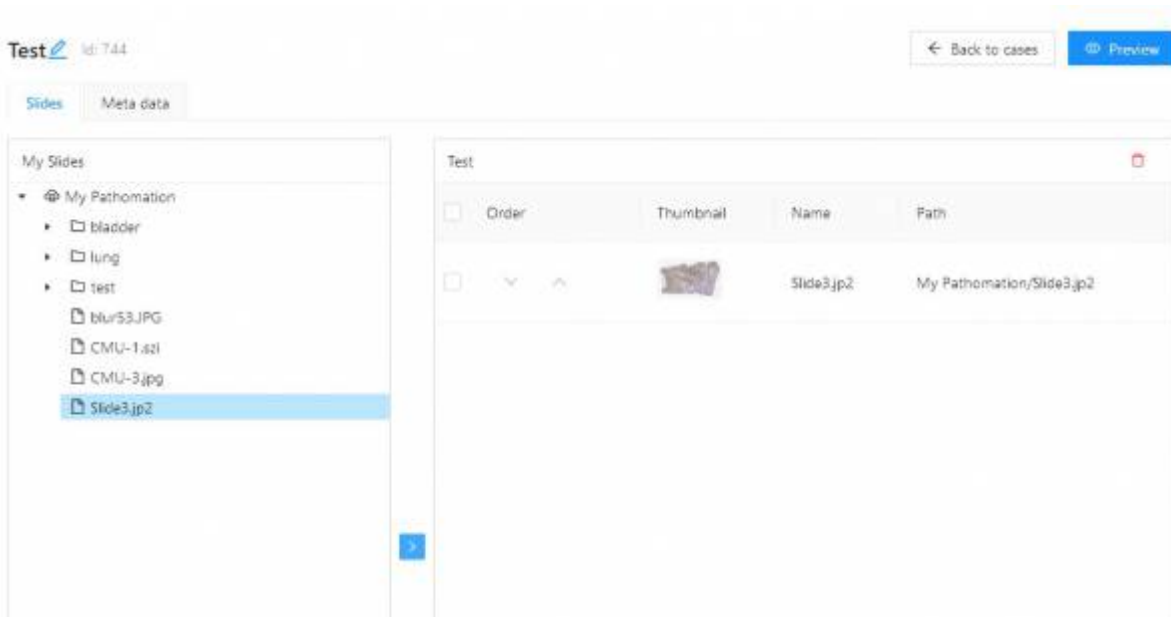 Test Id: 744
← Back to cases
Preview
Slides
Meta data
My Slides
My Pathomation
bladder
lung
test
blur53.JPG
CMU-1.szi
CMU-3.jpg
Slide3.jp2
Test
Order Thumbnail Name Path
Slide3.jp2 My Pathomation/Slide3.jp2